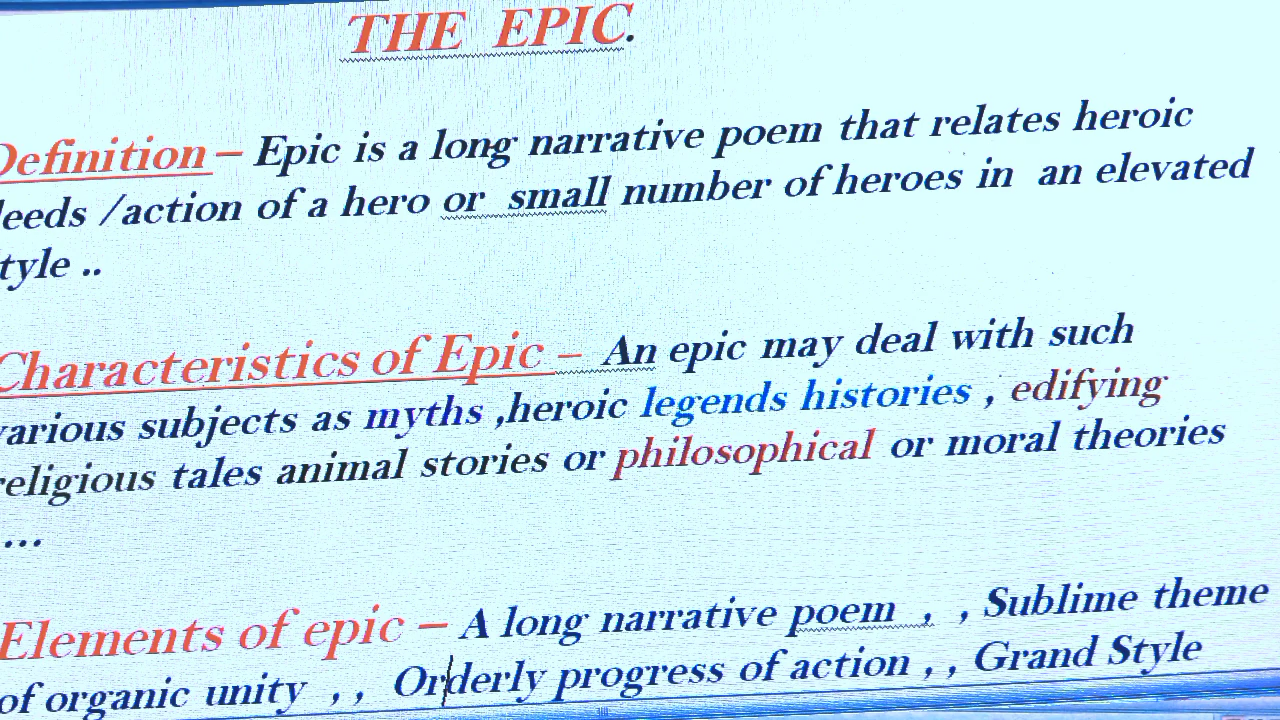 THE EPIC.
Definition – Epic is a long narrative poem that relates heroic
deeds /action of a hero or small number of heroes in an elevated
style ..
Characteristics of Epic – An epic may deal with such
various subjects as myths ,heroic legends histories , edifying
religious tales animal stories or philosophical or moral theories
...
Elements of epic – A long narrative poem , , Sublime theme
of organic unity , , Orderly progress of action , , Grand Style